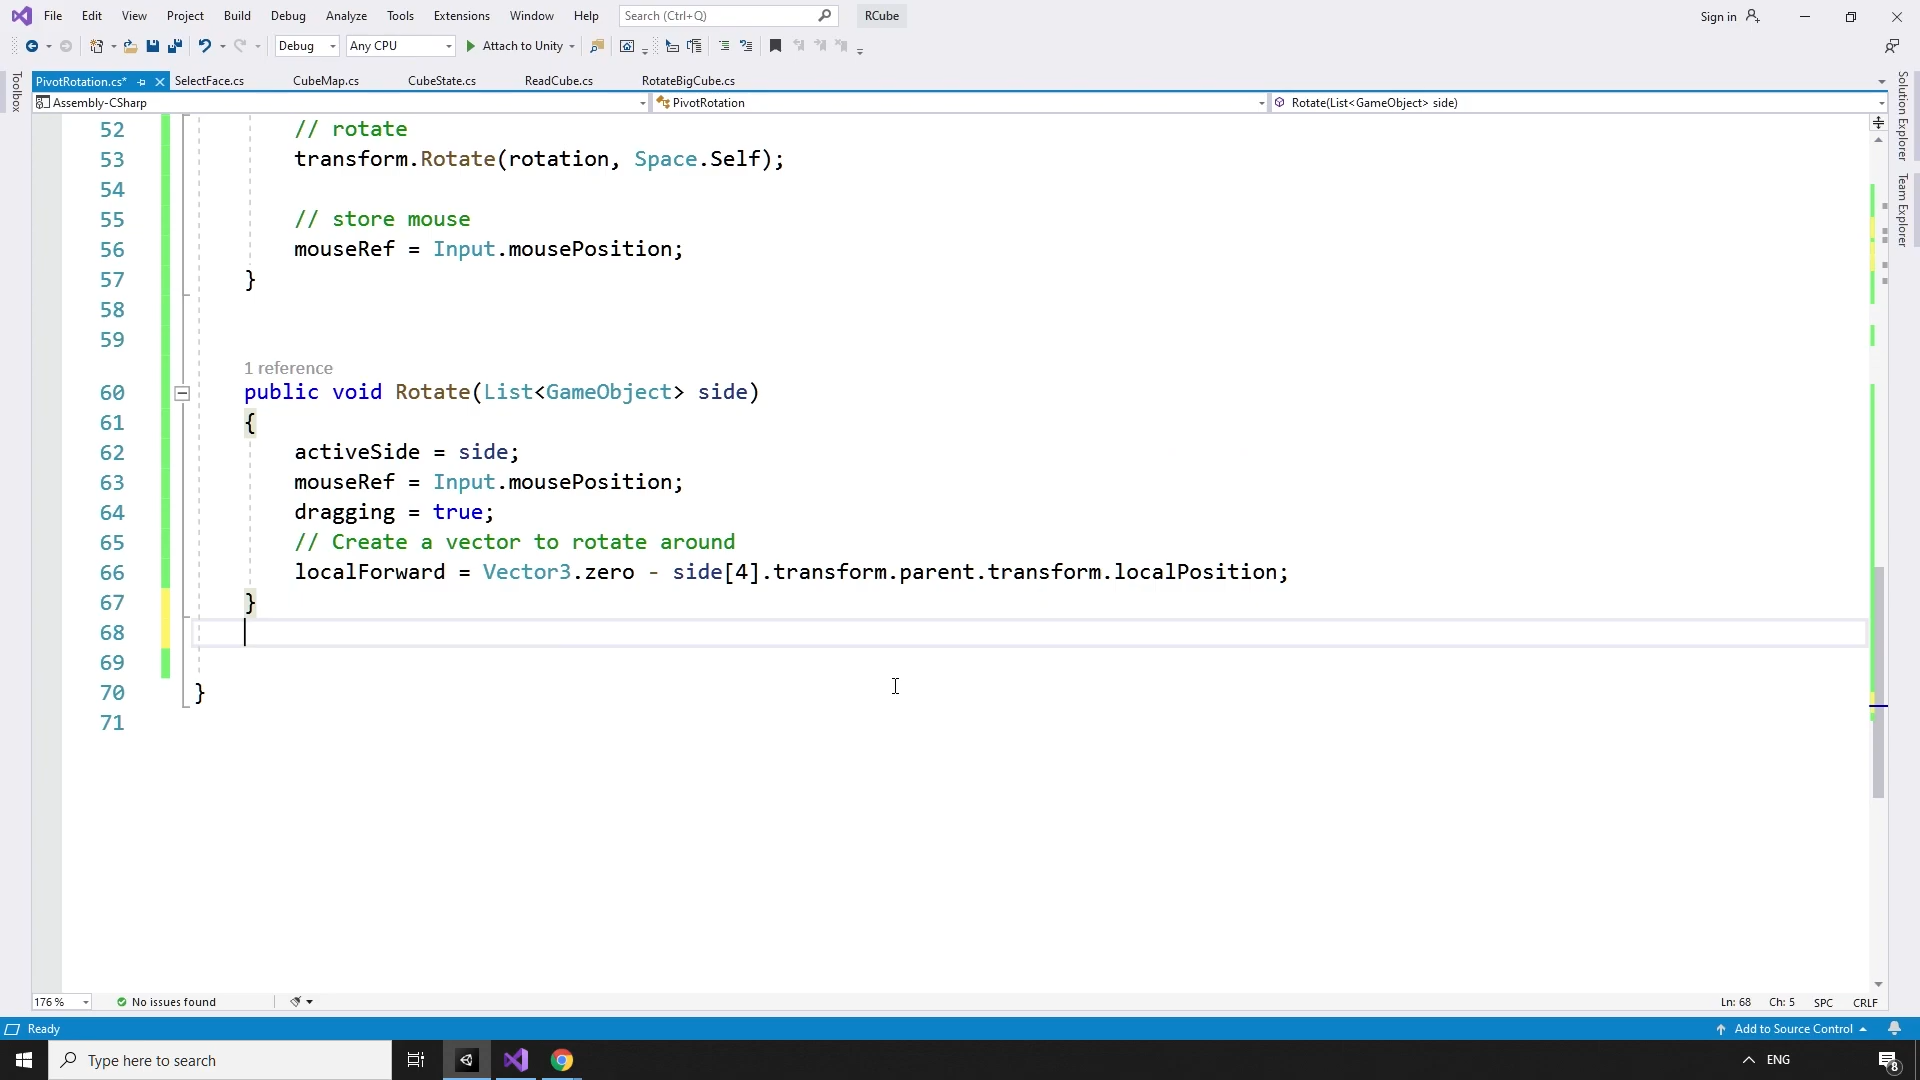 File Edit View Project Build Debug Analyze Tools Extensions Window Help Search (Ctrl+Q) RCube Sign in
Debug Any CPU Attach to Unity
PivotRotation.cs* SelectFace.cs CubeMap.cs CubeState.cs ReadCube.cs RotateBigCube.cs
Assembly-CSharp PivotRotation Rotate(List<GameObject> side)
Toolbox
Solution Explorer
Team Explorer
52 // rotate
53 transform.Rotate(rotation, Space.Self);
54
55 // store mouse
56 mouseRef = Input.mousePosition;
57 }
58
59
1 reference
60 public void Rotate(List<GameObject> side)
61 {
62 activeSide = side;
63 mouseRef = Input.mousePosition;
64 dragging = true;
65 // Create a vector to rotate around
66 localForward = Vector3.zero - side[4].transform.parent.transform.localPosition;
67 }
68
69
70 }
71
176 % No issues found Ln: 68 Ch: 5 SPC CRLF
Ready Add to Source Control
Type here to search ENG 8